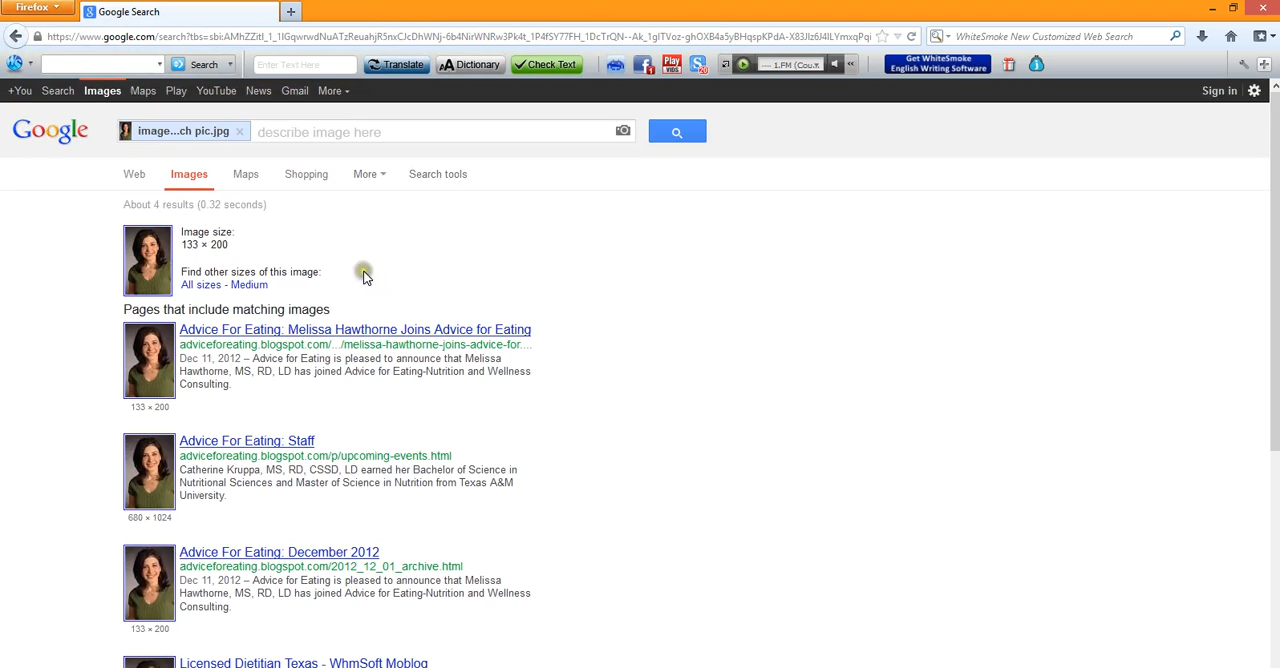 Firefox
Google Search
https://www.google.com/search?tbs=sbi:
WhiteSmoke New Customized Web Search
Search
Enter Text Here
Translate
Dictionary
Check Text
1
Play
VIDS
20
1.FM (Cou.
Get WhiteSmoke
English Writing Software
+You Search Images Maps Play YouTube News Gmail More
Sign in
Google
image...ch pic.jpg
describe image here
Web Images Maps Shopping More Search tools
About 4 results (0.32 seconds)
Image size:
133 × 200
Find other sizes of this image:
All sizes - Medium
Pages that include matching images
Advice For Eating: Melissa Hawthorne Joins Advice for Eating
adviceforeating.blogspot.com/.../melissa-hawthorne-joins-advice-for....
Dec 11, 2012 – Advice for Eating is pleased to announce that Melissa
Hawthorne, MS, RD, LD has joined Advice for Eating-Nutrition and Wellness
Consulting.
133 × 200
Advice For Eating: Staff
adviceforeating.blogspot.com/p/upcoming-events.html
Catherine Kruppa, MS, RD, CSSD, LD earned her Bachelor of Science in
Nutritional Sciences and Master of Science in Nutrition from Texas A&M
University.
680 × 1024
Advice For Eating: December 2012
adviceforeating.blogspot.com/2012_12_01_archive.html
Dec 11, 2012 – Advice for Eating is pleased to announce that Melissa
Hawthorne, MS, RD, LD has joined Advice for Eating-Nutrition and Wellness
Consulting.
133 × 200
Licensed Dietitian Texas - WhmSoft Moblog